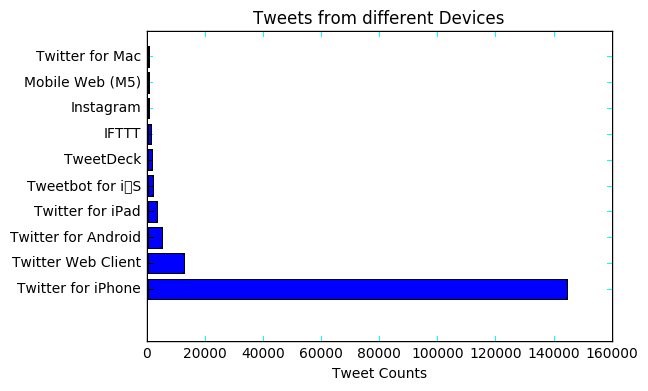 Tweets from different Devices
Twitter for Mac
Mobile Web (M5)
Instagram
IFTTT
TweetDeck
Tweetbot for i▯S
Twitter for iPad
Twitter for Android
Twitter Web Client
Twitter for iPhone
0 20000 40000 60000 80000 100000 120000 140000 160000
Tweet Counts